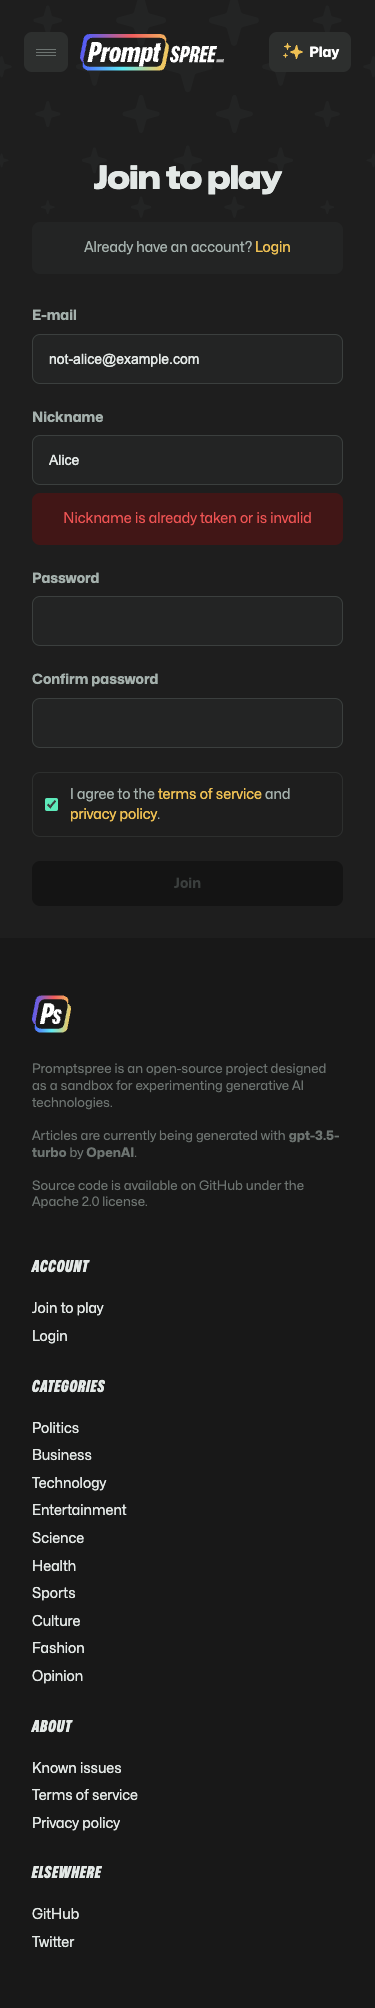 Prompt SPREE
Play
Join to play
Already have an account? Login
E-mail
not-alice@example.com
Nickname
Alice
Nickname is already taken or is invalid
Password
Confirm password
I agree to the terms of service and
privacy policy.
Join
Ps
Promptspree is an open-source project designed
as a sandbox for experimenting generative AI
technologies.
Articles are currently being generated with gpt-3.5-
turbo by OpenAI.
Source code is available on GitHub under the
Apache 2.0 license.
ACCOUNT
Join to play
Login
CATEGORIES
Politics
Business
Technology
Entertainment
Science
Health
Sports
Culture
Fashion
Opinion
ABOUT
Known issues
Terms of service
Privacy policy
ELSEWHERE
GitHub
Twitter